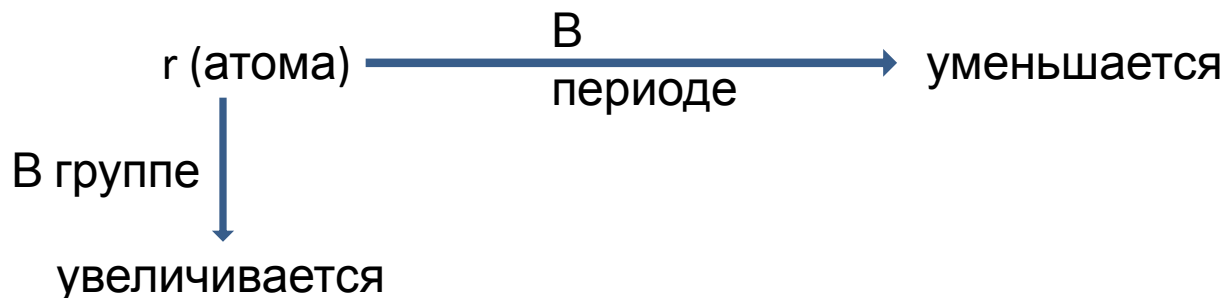 r (атома)
В
периоде
уменьшается
В группе
увеличивается